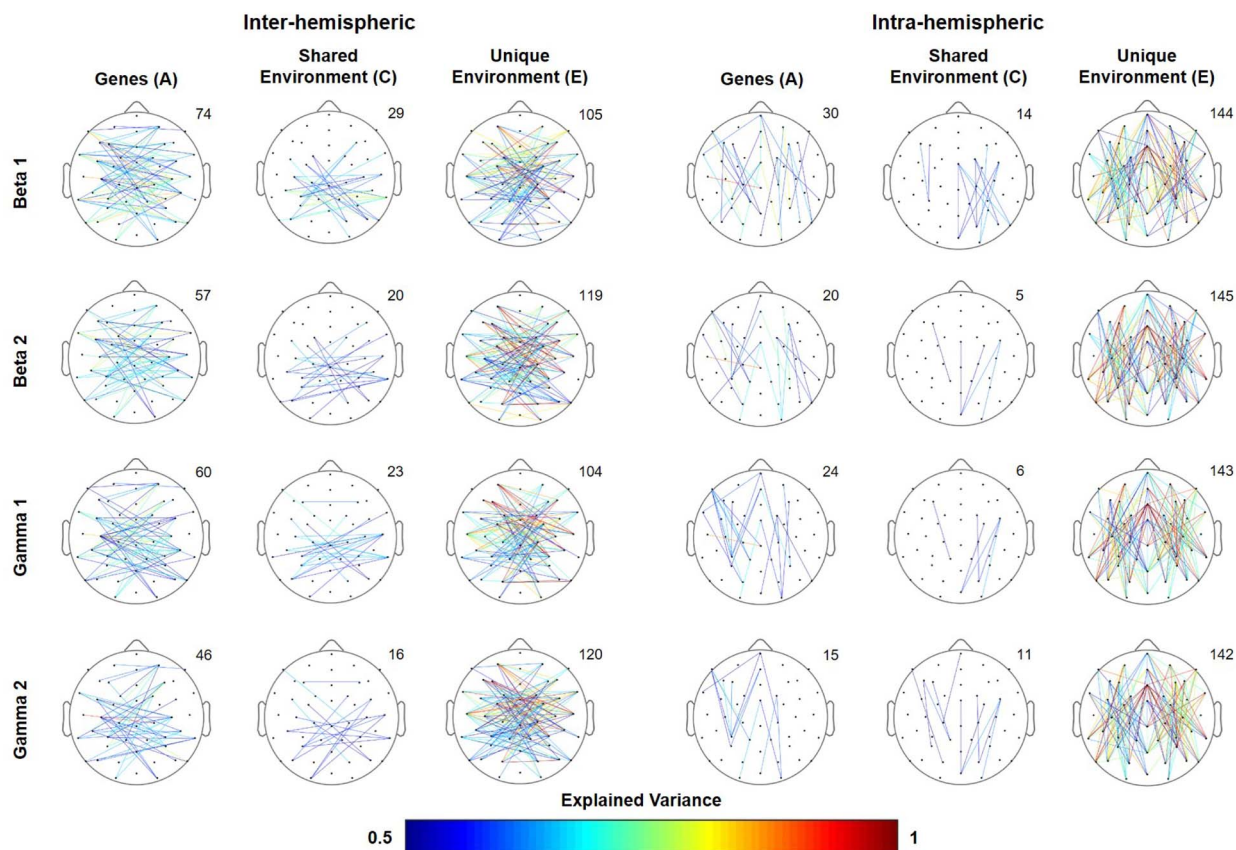 Inter-hemispheric Intra-hemispheric
Shared Unique Shared Unique
Genes (A) Environment (C) Environment (E) Genes (A) Environment (C) Environment (E)
Beta 1 74 29 105 30 14 144
Beta 2 57 20 119 20 5 145
Gamma 1 60 23 104 24 6 143
Gamma 2 46 16 120 15 11 142
Explained Variance
0.5 1